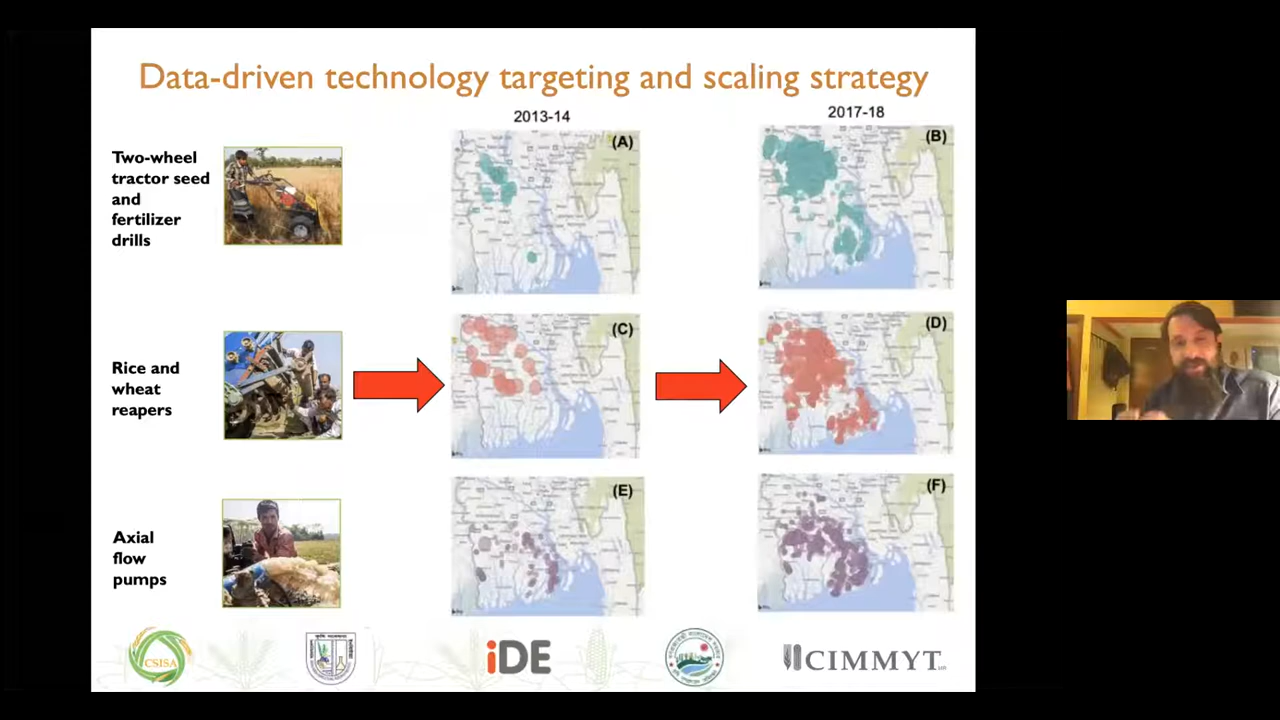 Data-driven technology targeting and scaling strategy
2013-14
2017-18
Two-wheel
tractor seed
and
fertilizer
drills
(A)
(B)
Rice and
wheat
reapers
(C)
(D)
Axial
flow
pumps
(E)
(F)
CSISA
iDE
CIMMYT